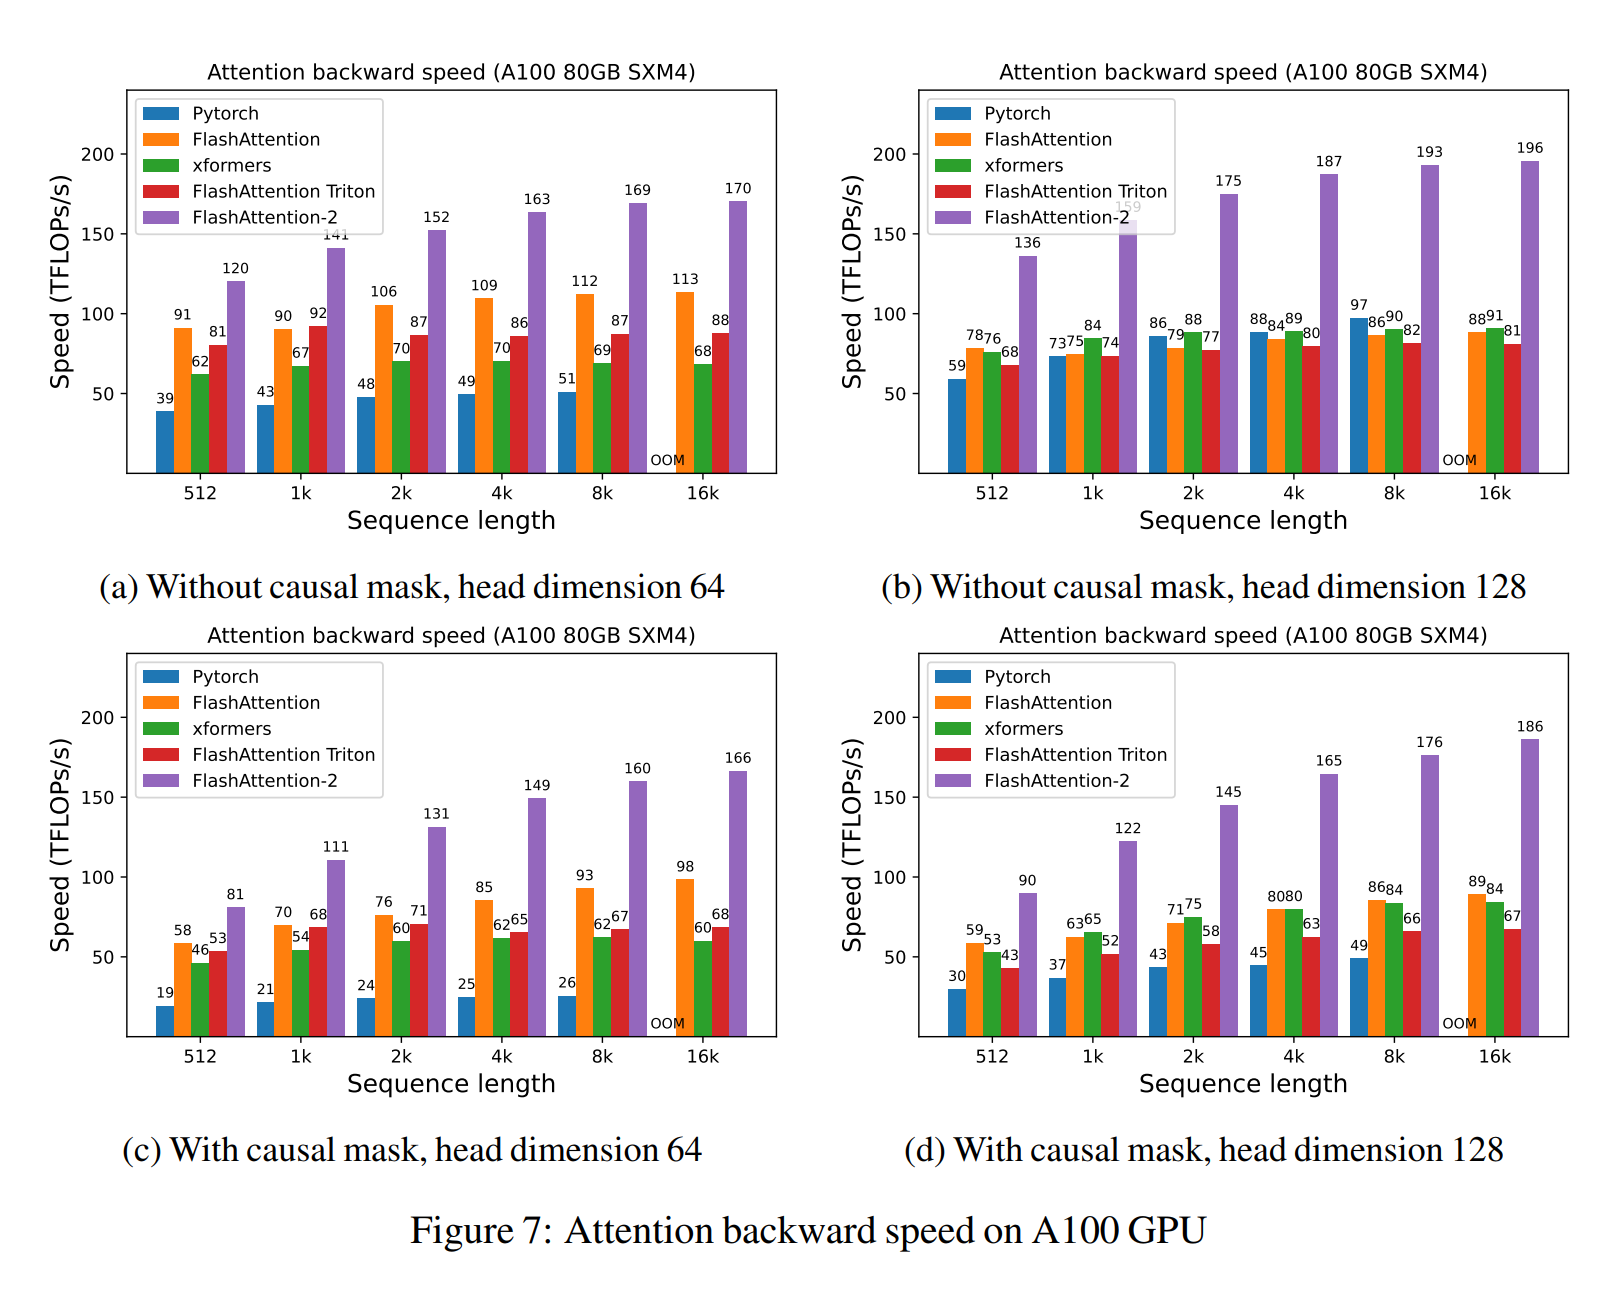 Attention backward speed (A100 80GB SXM4)
Speed (TFLOPs/s)
200
150
100
50
Pytorch
FlashAttention
xformers
FlashAttention Triton
FlashAttention-2
39 91 62 81 120
43 90 67 92 141
48 106 70 87 152
49 109 70 86 163
51 112 69 87 169
OOM 113 68 88 170
512 1k 2k 4k 8k 16k
Sequence length
(a) Without causal mask, head dimension 64
Attention backward speed (A100 80GB SXM4)
Speed (TFLOPs/s)
200
150
100
50
Pytorch
FlashAttention
xformers
FlashAttention Triton
FlashAttention-2
59 78 76 68 136
73 75 84 74 159
86 79 88 77 175
88 84 89 80 187
97 86 90 82 193
OOM 88 91 81 196
512 1k 2k 4k 8k 16k
Sequence length
(b) Without causal mask, head dimension 128
Attention backward speed (A100 80GB SXM4)
Speed (TFLOPs/s)
200
150
100
50
Pytorch
FlashAttention
xformers
FlashAttention Triton
FlashAttention-2
19 58 46 53 81
21 70 54 68 111
24 76 60 71 131
25 85 62 65 149
26 93 62 67 160
OOM 98 60 68 166
512 1k 2k 4k 8k 16k
Sequence length
(c) With causal mask, head dimension 64
Attention backward speed (A100 80GB SXM4)
Speed (TFLOPs/s)
200
150
100
50
Pytorch
FlashAttention
xformers
FlashAttention Triton
FlashAttention-2
30 59 53 43 90
37 63 65 52 122
43 71 75 58 145
45 80 80 63 165
49 86 84 66 176
OOM 89 84 67 186
512 1k 2k 4k 8k 16k
Sequence length
(d) With causal mask, head dimension 128
Figure 7: Attention backward speed on A100 GPU